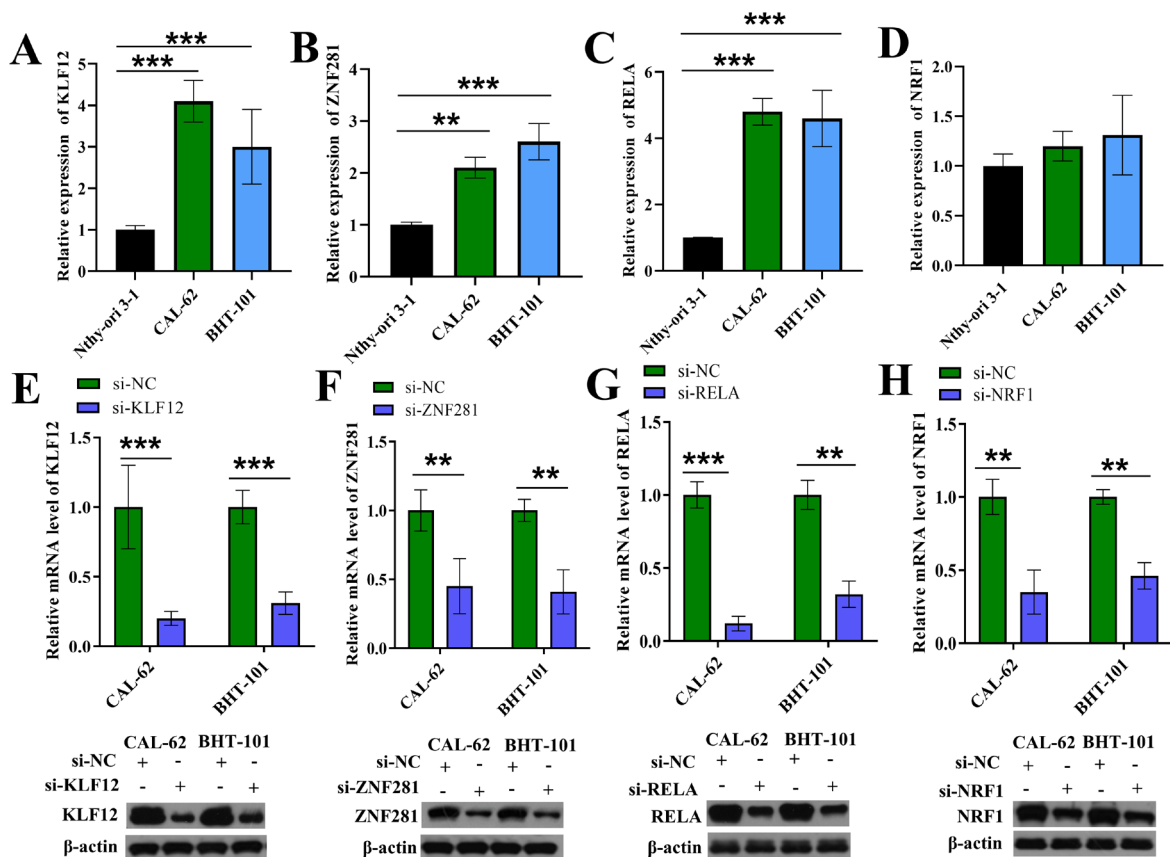 A
Relative expression of KLF12
5
4
3
2
1
0
***
***
Nthy-ori 3-1
CAL-62
BHT-101
B
Relative expression of ZNF281
3
2
1
0
**
***
Nthy-ori 3-1
CAL-62
BHT-101
C
Relative expression of RELA
6
4
2
0
***
***
Nthy-ori 3-1
CAL-62
BHT-101
D
Relative expression of NRF1
2.0
1.5
1.0
1.2
0.0
Nthy-ori 3-1
CAL-62
BHT-101
E
si-NC
si-KLF12
Relative mRNA level of KLF12
1.5
1.0
0.5
0.0
***
***
CAL-62
BHT-101
CAL-62 BHT-101
si-NC + - + -
si-KLF12 - + - +
KLF12
β-actin
F
si-NC
si-ZNF281
Relative mRNA level of ZNF281
1.5
1.0
0.5
0.0
**
**
CAL-62
BHT-101
CAL-62 BHT-101
si-NC + - + -
si-ZNF281 - + - +
ZNF281
β-actin
G
si-NC
si-RELA
Relative mRNA level of RELA
1.5
1.0
0.5
0.0
***
**
CAL-62
BHT-101
CAL-62 BHT-101
si-NC + - + -
si-RELA - + - +
RELA
β-actin
H
si-NC
si-NRF1
Relative mRNA level of NRF1
1.5
1.0
0.5
0.0
**
**
CAL-62
BHT-101
CAL-62 BHT-101
si-NC + - + -
si-NRF1 - + - +
NRF1
β-actin